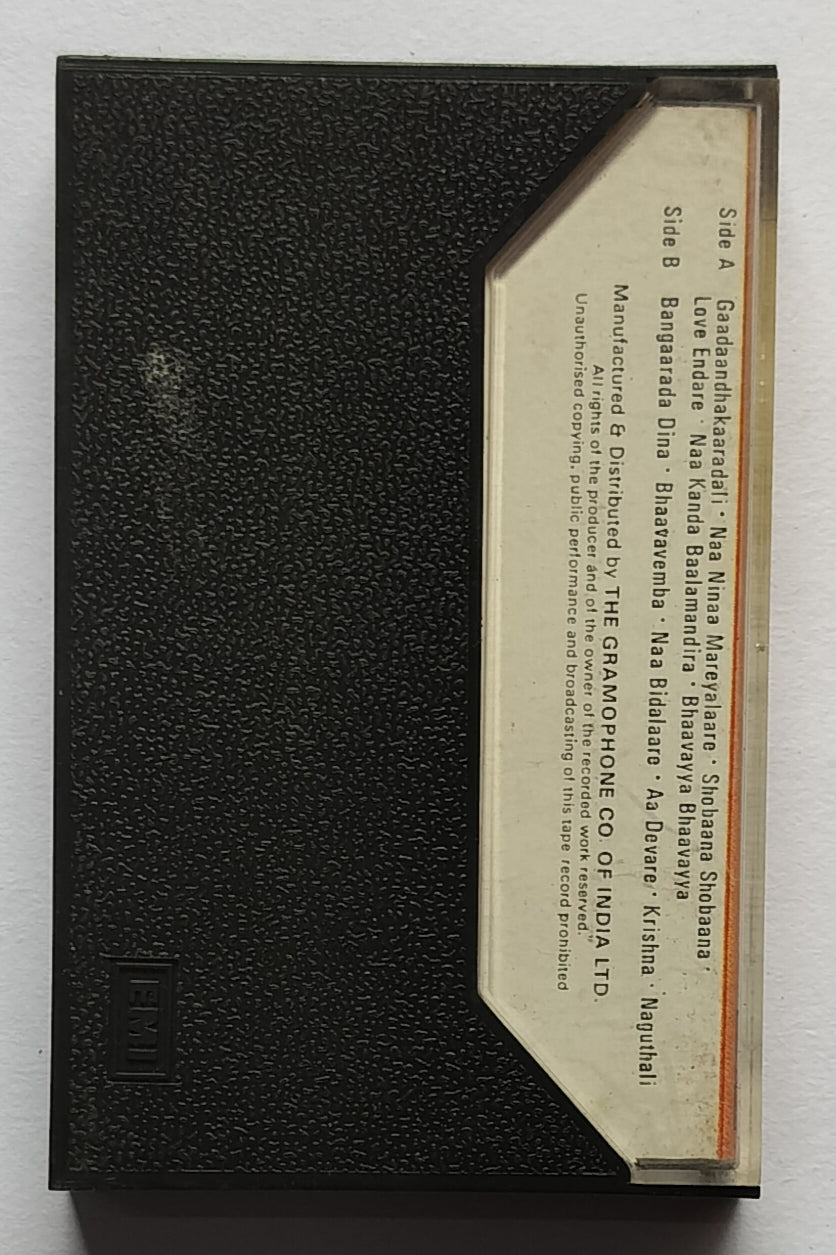 Side A Gaadaandhakaaradali · Naa Ninaa Mareyalaare · Shobaana Shobaana ·
Love Endare · Naa Kanda Baalamandira · Bhaavayya Bhaavayya
Side B Bangaarada Dina · Bhaavavemba · Naa Bidalaare · Aa Devare · Krishna · Naguthali
Manufactured & Distributed by THE GRAMOPHONE CO. OF INDIA LTD.
All rights of the producer and of the owner of the recorded work reserved."
Unauthorised copying, public performance and broadcasting of this tape record prohibited
EMI